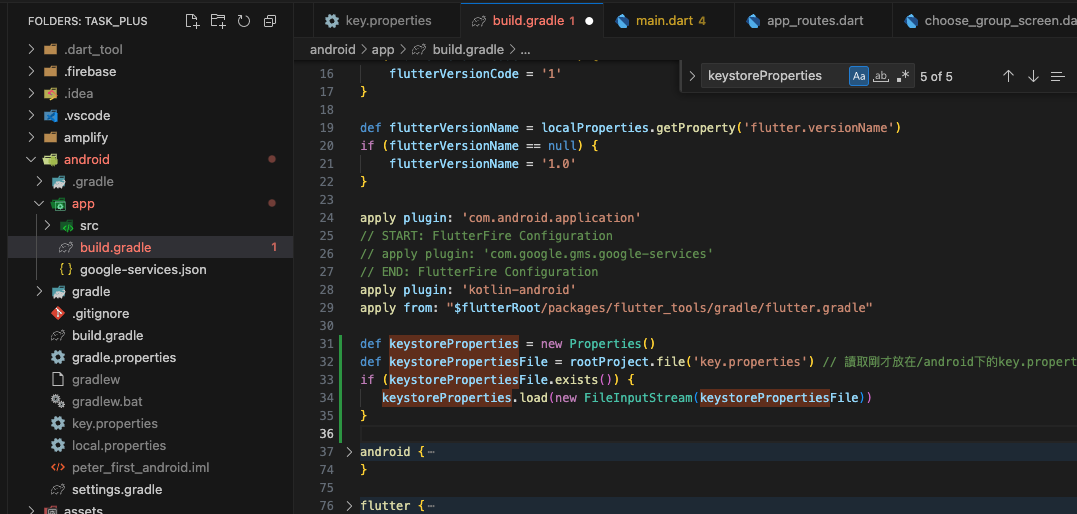 FOLDERS: TASK_PLUS
.dart_tool
.firebase
.idea
.vscode
amplify
android
.gradle
app
src
build.gradle 1
google-services.json
gradle
.gitignore
build.gradle
gradle.properties
gradlew
gradlew.bat
key.properties
local.properties
peter_first_android.iml
settings.gradle
assets
key.properties
build.gradle 1
main.dart 4
app_routes.dart
choose_group_screen.da
android > app > build.gradle > ...
keystoreProperties Aa ab 5 of 5
16 flutterVersionCode = '1'
17 }
18
19 def flutterVersionName = localProperties.getProperty('flutter.versionName')
20 if (flutterVersionName == null) {
21 flutterVersionName = '1.0'
22 }
23
24 apply plugin: 'com.android.application'
25 // START: FlutterFire Configuration
26 // apply plugin: 'com.google.gms.google-services'
27 // END: FlutterFire Configuration
28 apply plugin: 'kotlin-android'
29 apply from: "$flutterRoot/packages/flutter_tools/gradle/flutter.gradle"
30
31 def keystoreProperties = new Properties()
32 def keystorePropertiesFile = rootProject.file('key.properties') // 讀取剛才放在/android下的key.propert
33 if (keystorePropertiesFile.exists()) {
34 keystoreProperties.load(new FileInputStream(keystorePropertiesFile))
35 }
36
37 android {
74 }
75
76 flutter {